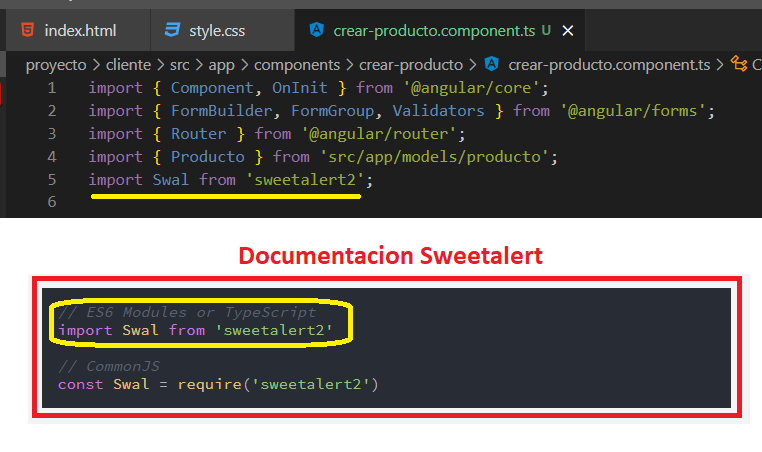 index.html style.css crear-producto.component.ts U
proyecto > cliente > src > app > components > crear-producto > crear-producto.component.ts > C
1 import { Component, OnInit } from '@angular/core';
2 import { FormBuilder, FormGroup, Validators } from '@angular/forms';
3 import { Router } from '@angular/router';
4 import { Producto } from 'src/app/models/producto';
5 import Swal from 'sweetalert2';
6
Documentacion Sweetalert
// ES6 Modules or TypeScript
import Swal from 'sweetalert2'
// CommonJS
const Swal = require('sweetalert2')